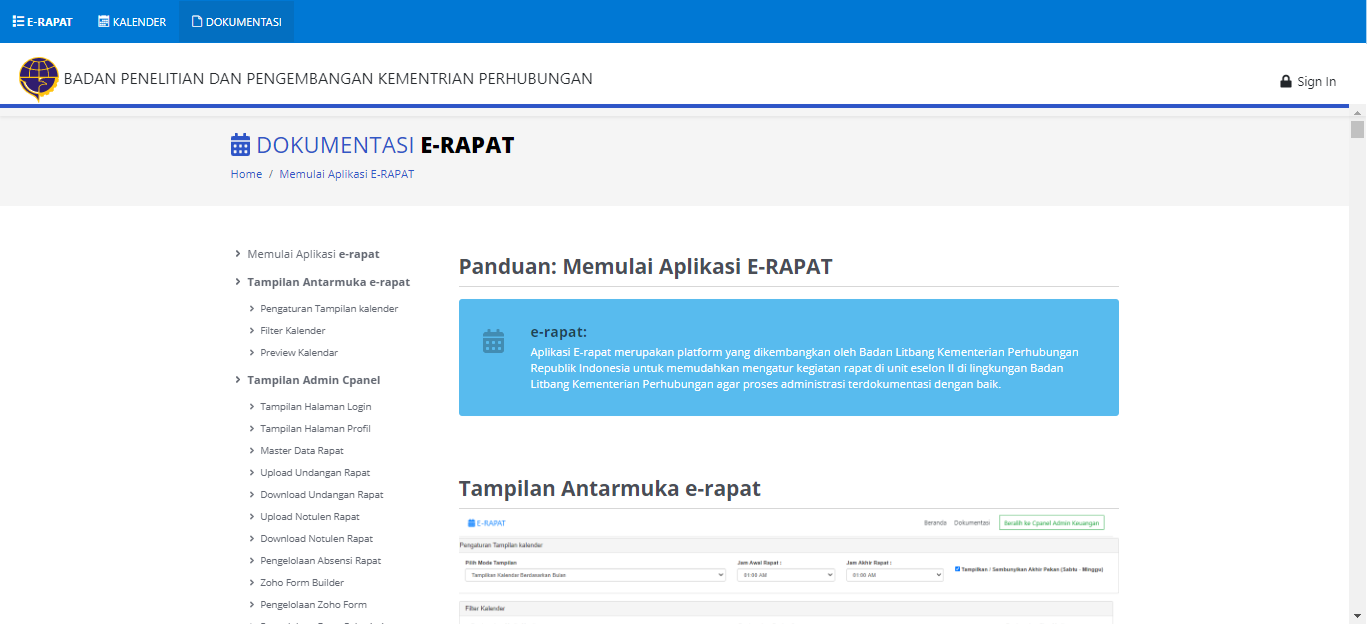 E-RAPAT KALENDER DOKUMENTASI
BADAN PENELITIAN DAN PENGEMBANGAN KEMENTRIAN PERHUBUNGAN
Sign In
DOKUMENTASI E-RAPAT
Home / Memulai Aplikasi E-RAPAT
Memulai Aplikasi e-rapat
Tampilan Antarmuka e-rapat
Pengaturan Tampilan kalender
Filter Kalender
Preview Kalendar
Tampilan Admin Cpanel
Tampilan Halaman Login
Tampilan Halaman Profil
Master Data Rapat
Upload Undangan Rapat
Download Undangan Rapat
Upload Notulen Rapat
Download Notulen Rapat
Pengelolaan Absensi Rapat
Zoho Form Builder
Pengelolaan Zoho Form
Panduan: Memulai Aplikasi E-RAPAT
e-rapat:
Aplikasi E-rapat merupakan platform yang dikembangkan oleh Badan Litbang Kementerian Perhubungan
Republik Indonesia untuk memudahkan mengatur kegiatan rapat di unit eselon II di lingkungan Badan
Litbang Kementerian Perhubungan agar proses administrasi terdokumentasi dengan baik.
Tampilan Antarmuka e-rapat
E-RAPAT
Beranda Dokumentasi Beralih ke Cpanel Admin Keuangan
Pengaturan Tampilan kalender
Pilih Mode Tampilan Jam Awal Rapat : Jam Akhir Rapat :
Tampilkan Kalendar Berdasarkan Bulan 01:00 AM 01:00 AM Tampilkan / Sembunyikan Akhir Pekan (Sabtu - Minggu)
Filter Kalender